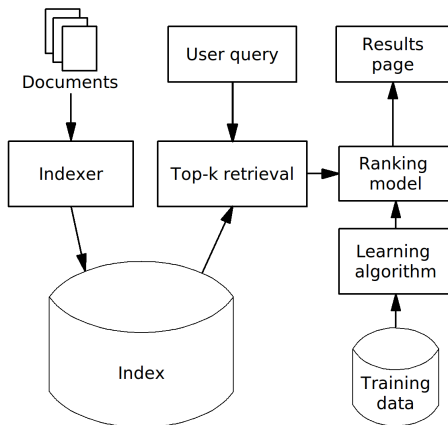 Documents
User query
Results
page
Indexer
Top-k retrieval
Ranking
model
Learning
algorithm
Index
Training
data